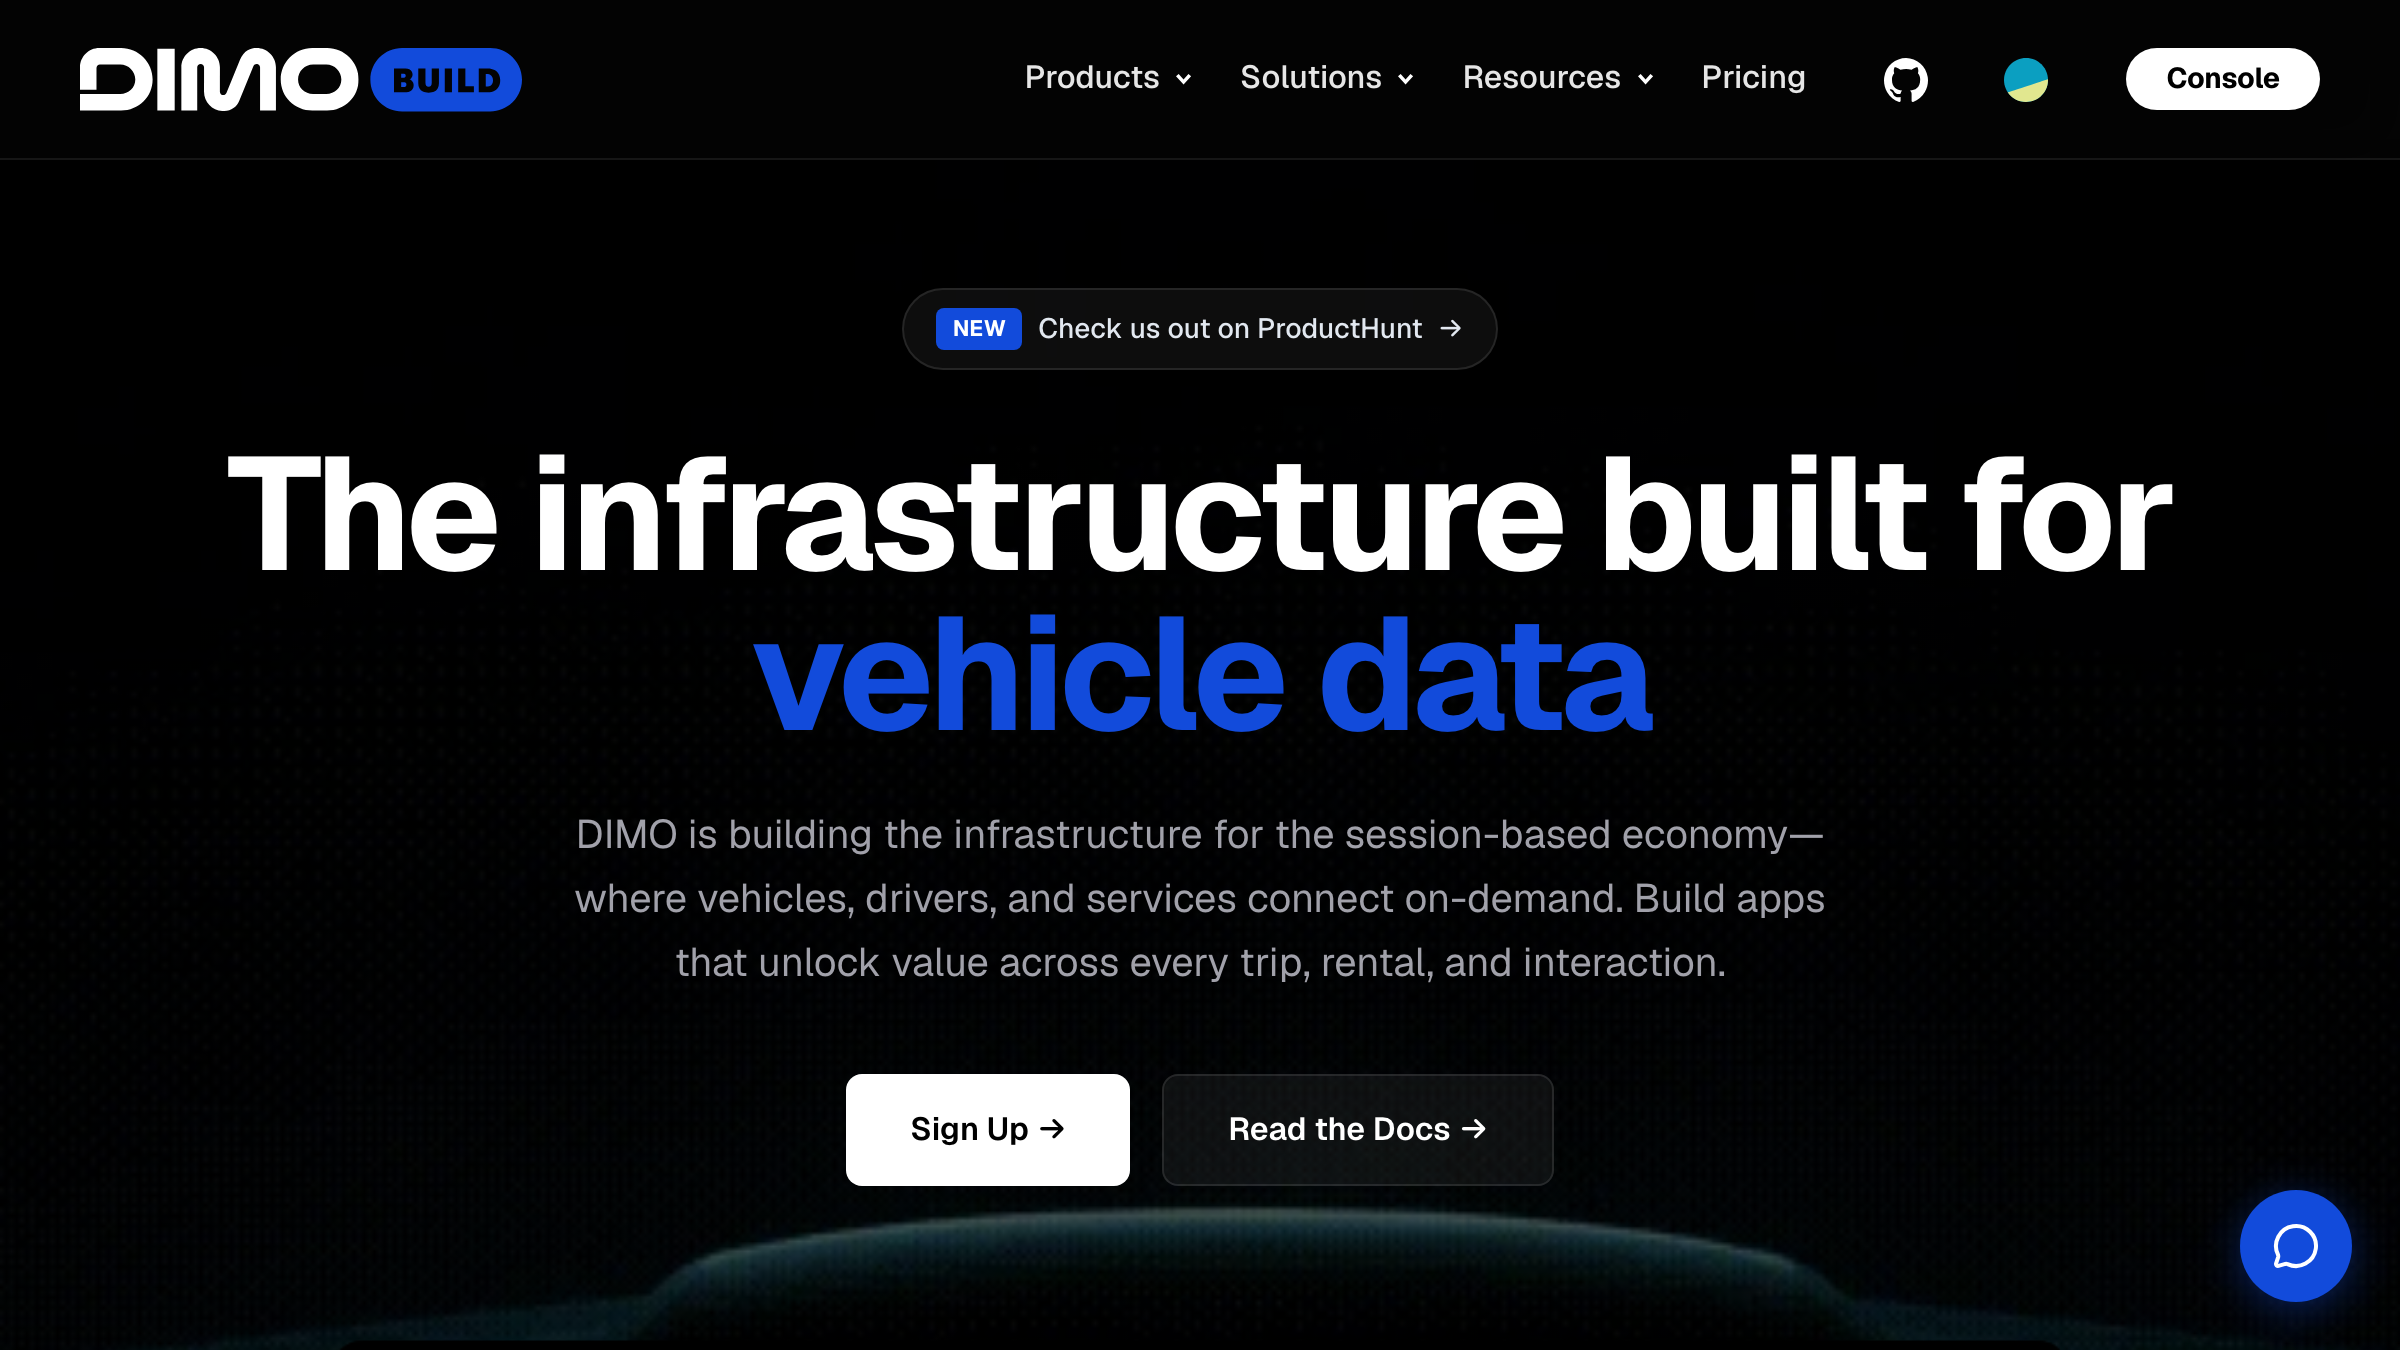 DIMO BUILD
Products Solutions Resources Pricing Console
NEW Check us out on ProductHunt →
The infrastructure built for
vehicle data
DIMO is building the infrastructure for the session-based economy—
where vehicles, drivers, and services connect on-demand. Build apps
that unlock value across every trip, rental, and interaction.
Sign Up → Read the Docs →